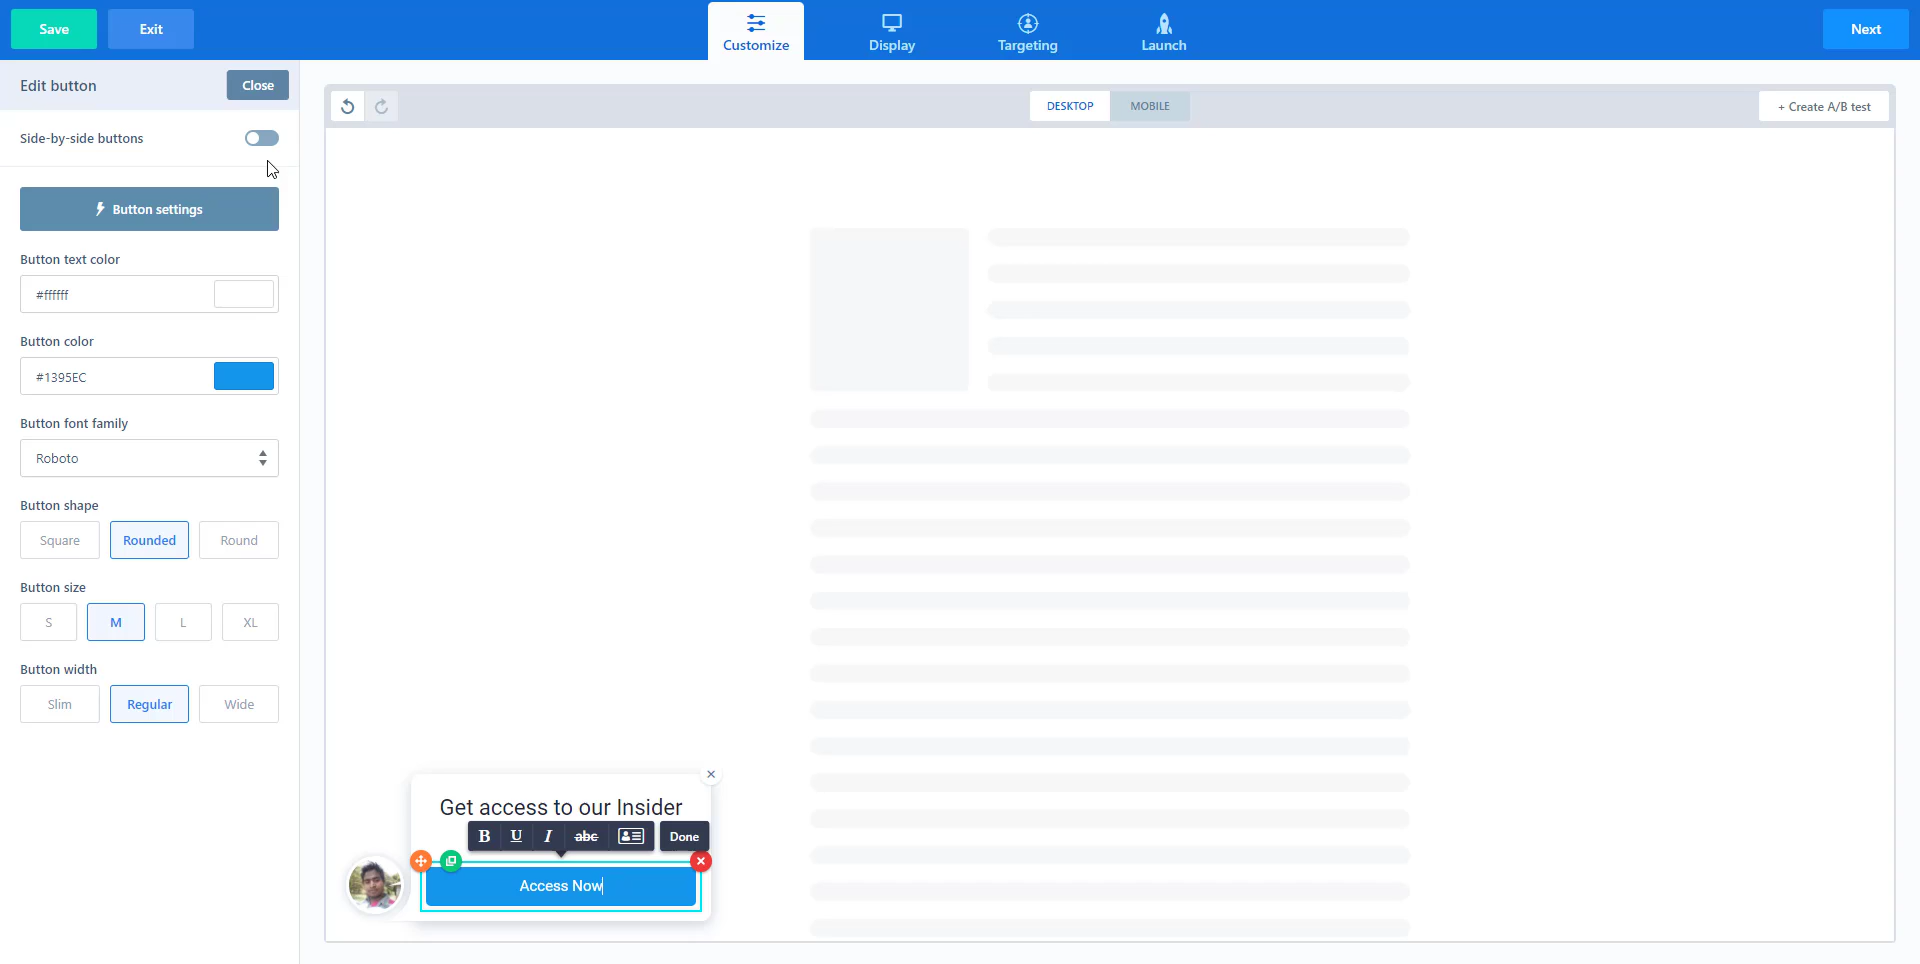 Save
Exit
Customize
Display
Targeting
Launch
Next
Edit button
Close
Side-by-side buttons
Button settings
Button text color
#ffffff
Button color
#1395EC
Button font family
Roboto
Button shape
Square
Rounded
Round
Button size
S
M
L
XL
Button width
Slim
Regular
Wide
DESKTOP
MOBILE
+ Create A/B test
Get access to our Insider
B
U
I
abc
Done
Access Now